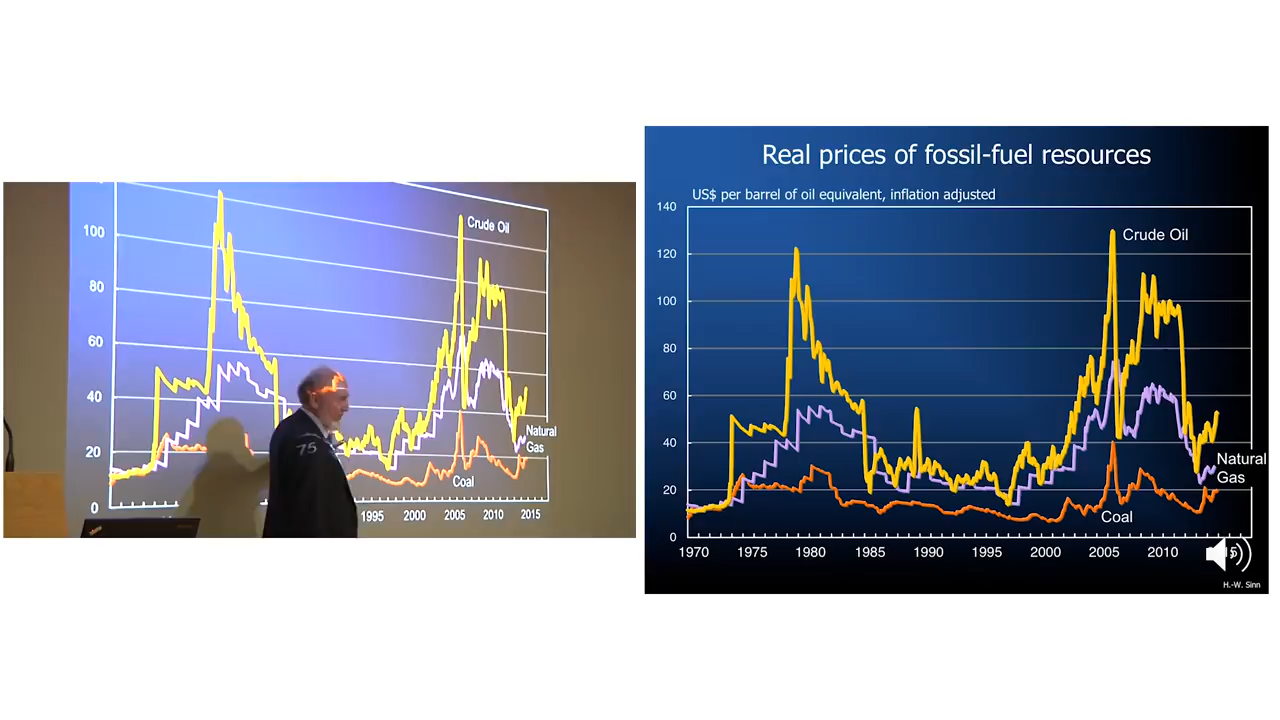 100
80
60
40
20
0
Crude Oil
Natural
Gas
Coal
75
1995
2000
2005
2010
2015
Real prices of fossil-fuel resources
US$ per barrel of oil equivalent, inflation adjusted
140
120
100
80
60
40
20
0
Crude Oil
Natural
Gas
Coal
1970
1975
1980
1985
1990
1995
2000
2005
2010
H.-W. Sinn